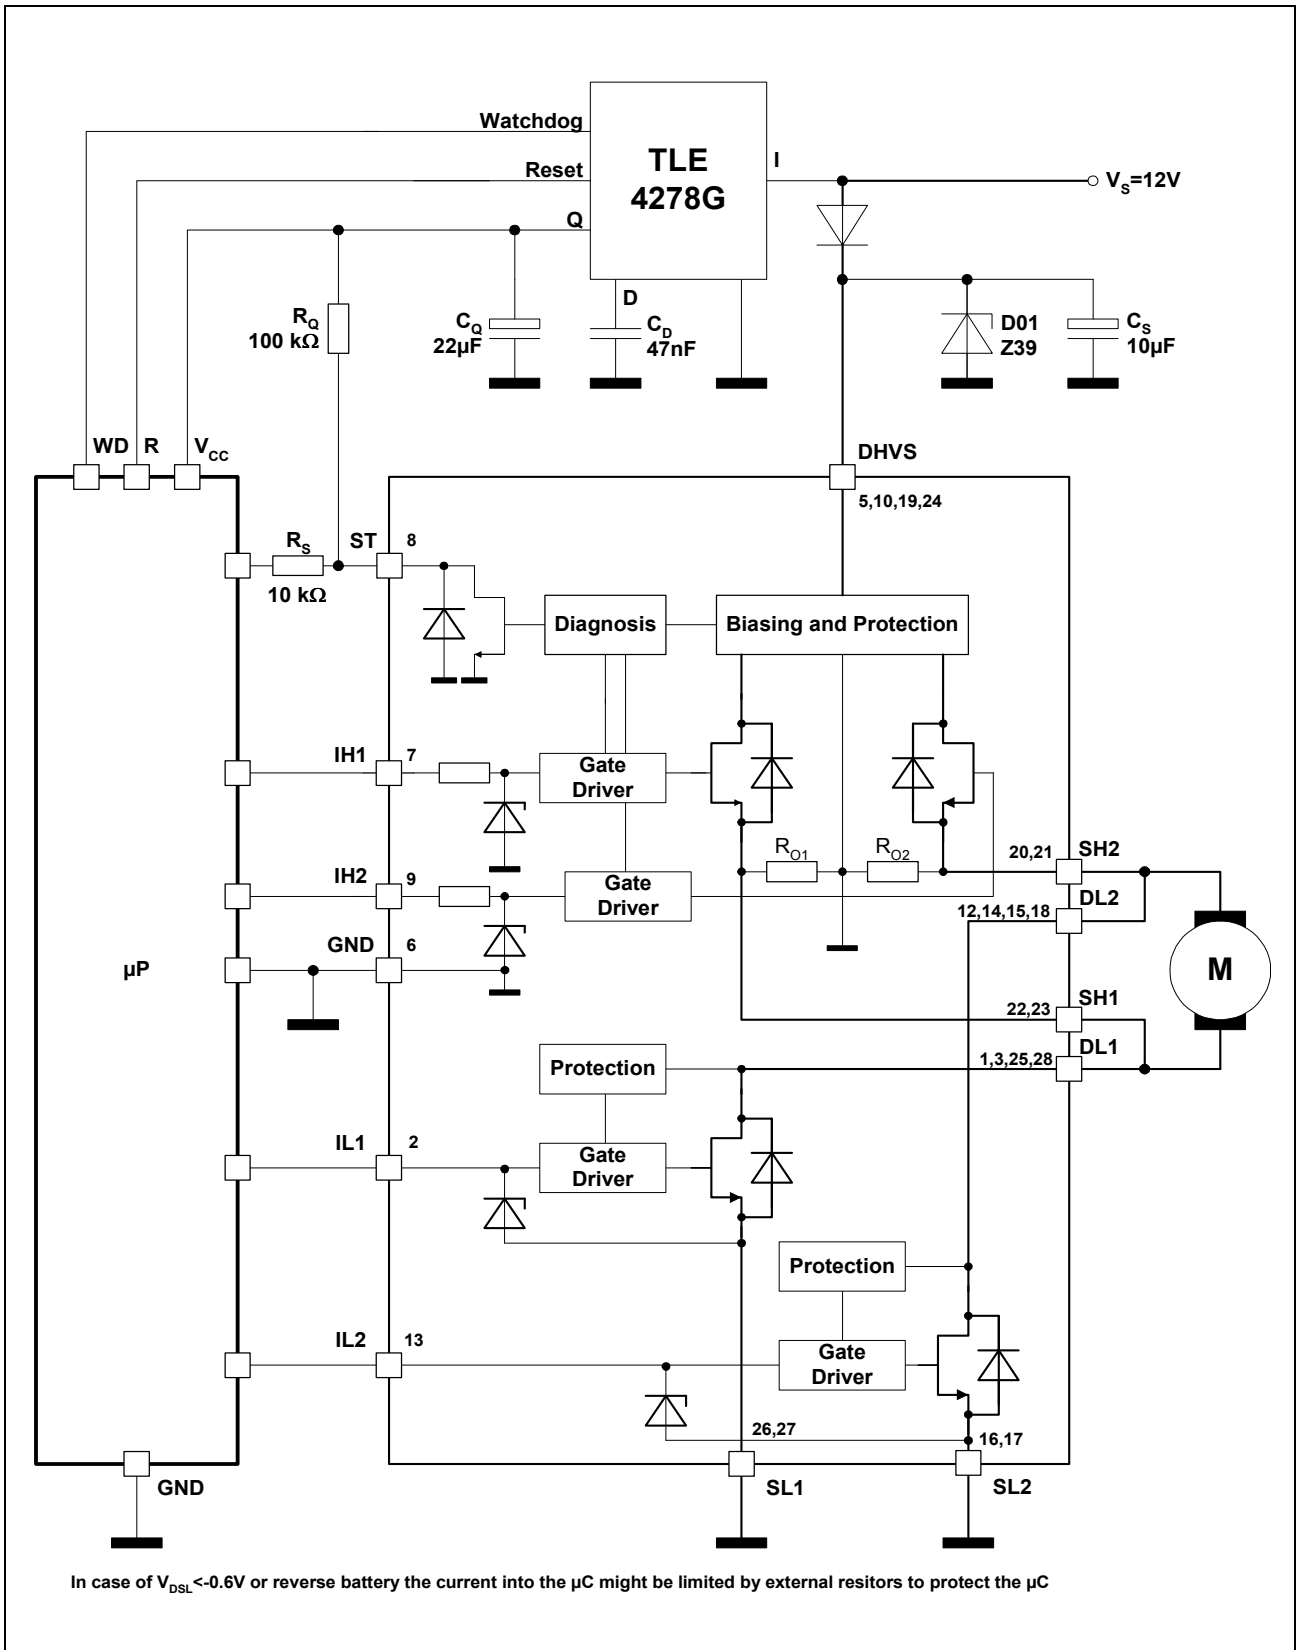 Watchdog
TLE
4278G
I
Reset
V_S=12V
Q
D
R_Q
100 kΩ
C_Q
22µF
C_D
47nF
D01
Z39
C_S
10µF
WD
R
V_CC
DHVS
5,10,19,24
R_S
10 kΩ
ST
8
Diagnosis
Biasing and Protection
IH1
7
Gate
Driver
R_O1
R_O2
20,21
SH2
IH2
9
Gate
Driver
12,14,15,18
DL2
GND
6
µP
M
22,23
SH1
Protection
1,3,25,28
DL1
IL1
2
Gate
Driver
Protection
IL2
13
Gate
Driver
26,27
16,17
GND
SL1
SL2
In case of V_DSL<-0.6V or reverse battery the current into the µC might be limited by external resitors to protect the µC